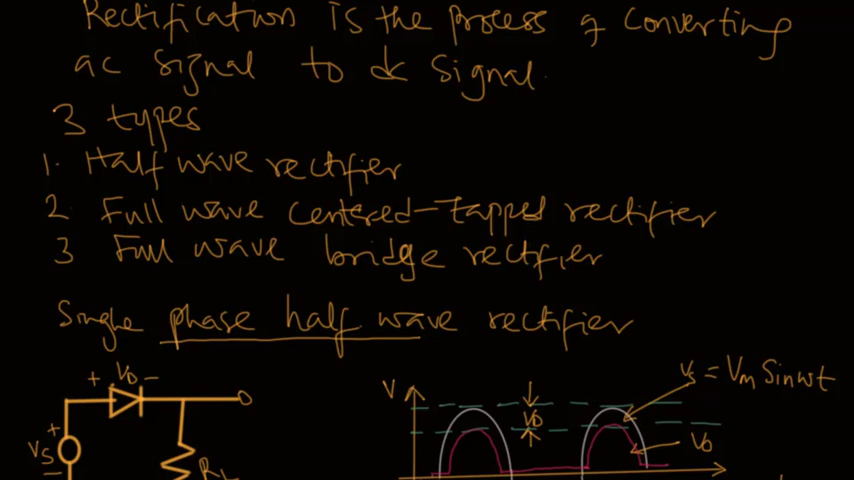 Rectification is the process of converting
ac signal to dc signal.
3 types
1. Half wave rectifier
2. Full wave centered-tapped rectifier
3 Full wave bridge rectifier
Single phase half wave rectifier
+ VD -
V
VD
Vs = Vm Sinwt
+
Vs
-
RL
Vo